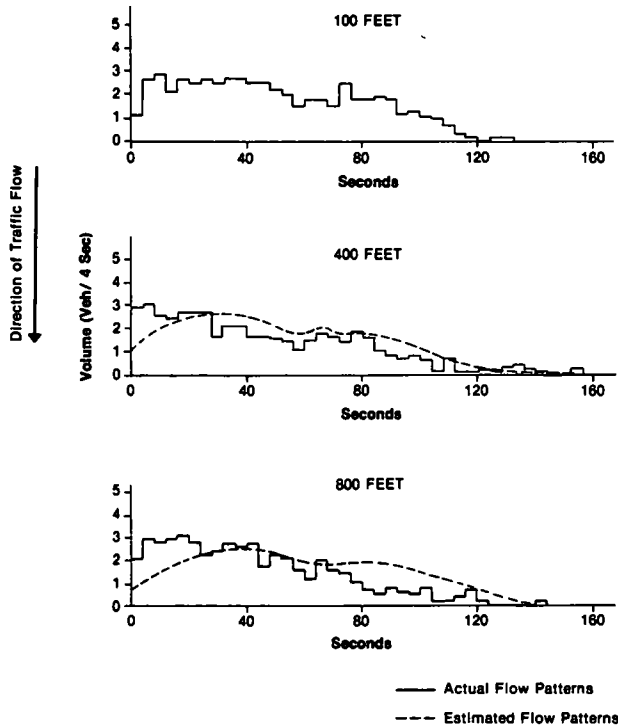 100 FEET
5
4
3
2
1
0
0 40 80 120 160
Seconds
Direction of Traffic Flow
Volume (Veh/ 4 Sec)
400 FEET
5
4
3
2
1
0
0 40 80 120 160
Seconds
800 FEET
5
4
3
2
1
0
0 40 80 120 160
Seconds
Actual Flow Patterns
Estimated Flow Patterns